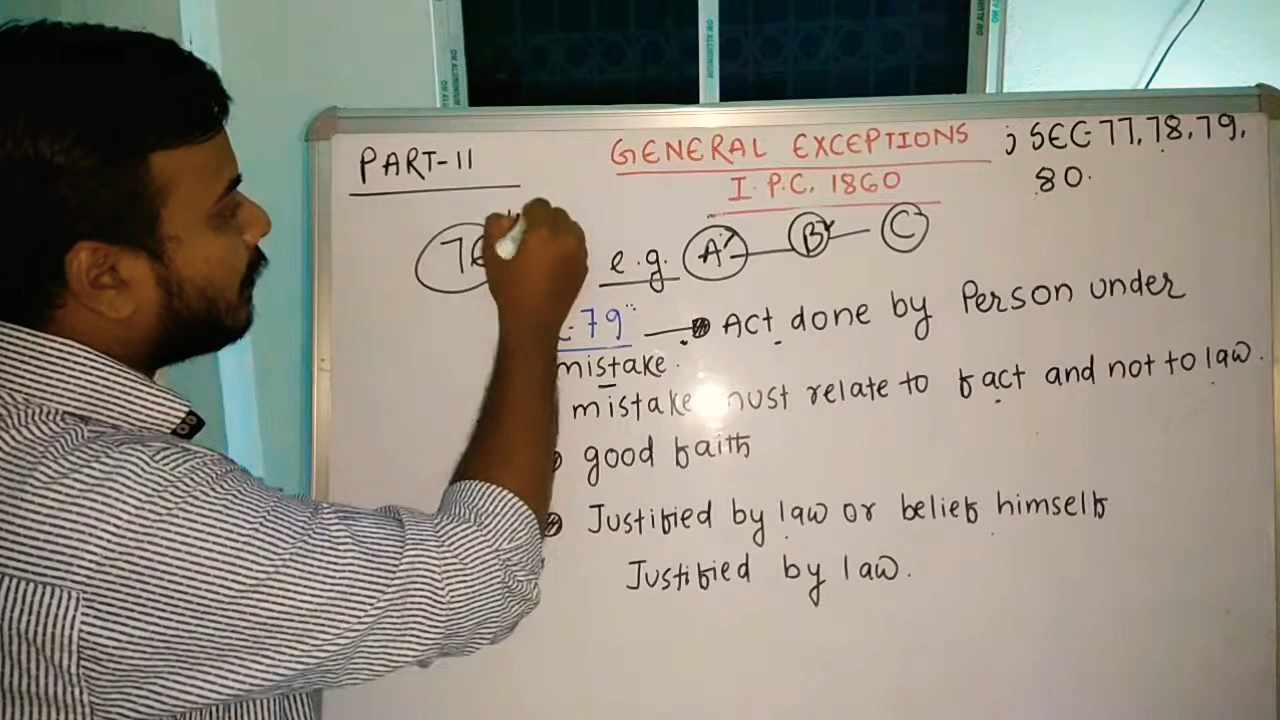 PART-II
GENERAL EXCEPTIONS ; SEC-77,78,79,
I.P.C. 1860 80.
e.g. A B C
79" Act done by Person under
mistake.
mistake must relate to fact and not to law.
good faith
Justified by law or belief himself
Justified by law.